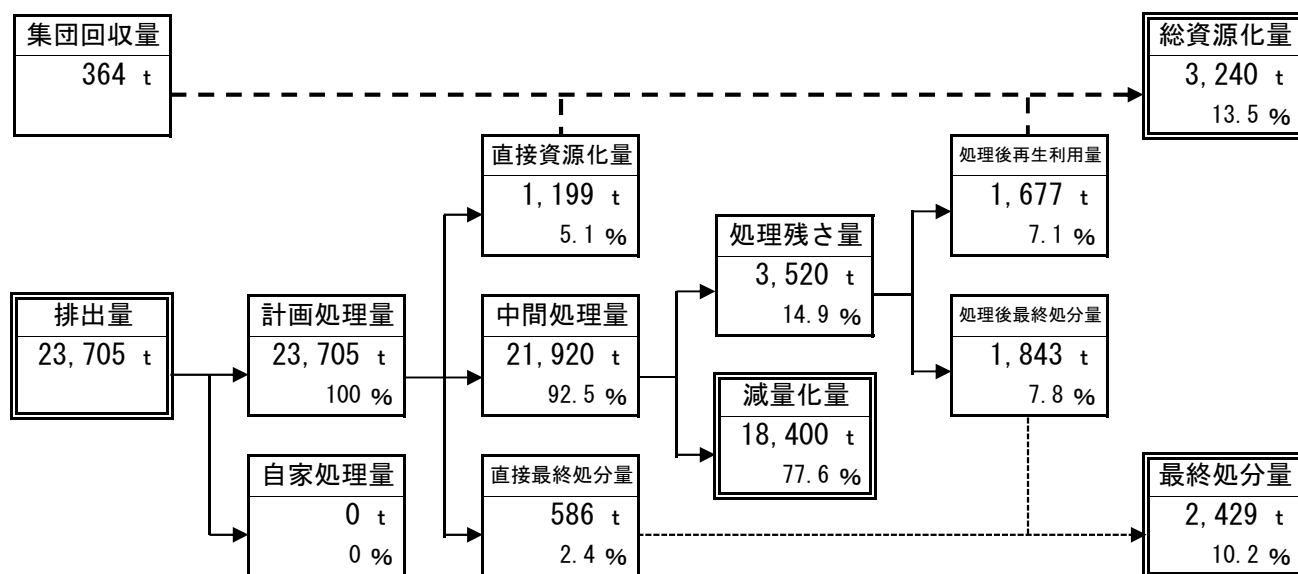 集団回収量
364 t
総資源化量
3,240 t
13.5 %
直接資源化量
1,199 t
5.1 %
処理後再生利用量
1,677 t
7.1 %
処理残さ量
3,520 t
14.9 %
排出量
23,705 t
計画処理量
23,705 t
100 %
中間処理量
21,920 t
92.5 %
処理後最終処分量
1,843 t
7.8 %
減量化量
18,400 t
77.6 %
自家処理量
0 t
0 %
直接最終処分量
586 t
2.4 %
最終処分量
2,429 t
10.2 %